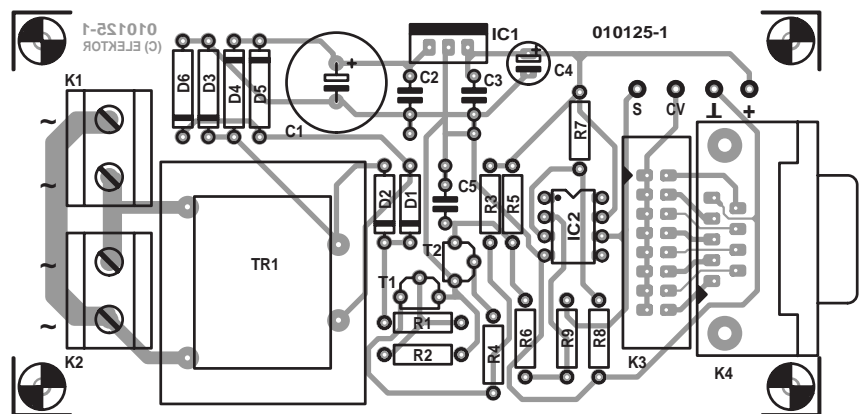 010125-1
(C) ELEKTOR
010125-1
IC1
K1
D6
D3
D4
D5
C1
C2
C3
C4
R7
S
CV
⊥
+
+
+
~
~
~
~
TR1
D2
D1
C5
R3
R5
IC2
T2
T1
R1
R2
R4
R6
R9
R8
K2
K3
K4